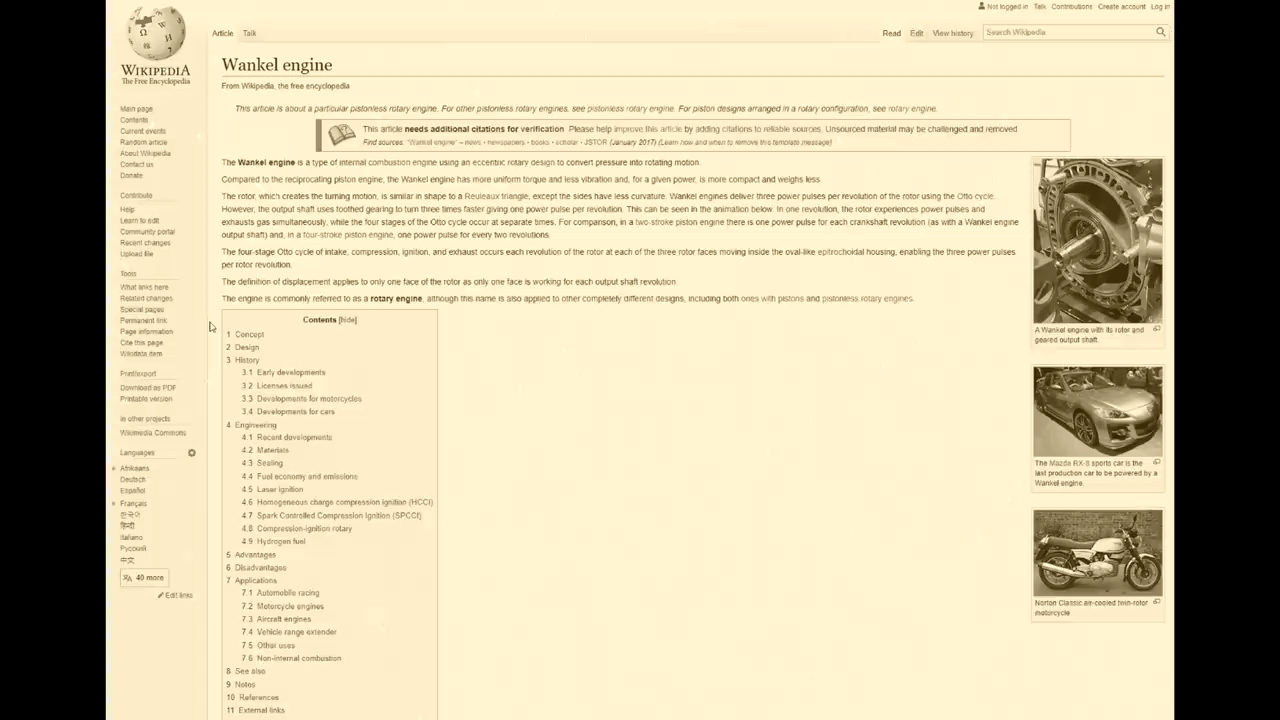 Not logged in Talk Contributions Create account Log in
Article Talk
Read Edit View history Search Wikipedia
WIKIPEDIA
The Free Encyclopedia
Main page
Contents
Current events
Random article
About Wikipedia
Contact us
Donate
Contribute
Help
Learn to edit
Community portal
Recent changes
Upload file
Tools
What links here
Related changes
Special pages
Permanent link
Page information
Cite this page
Wikidata item
Print/export
Download as PDF
Printable version
In other projects
Wikimedia Commons
Languages
Afrikaans
Deutsch
Español
Français
한국어
हिन्दी
Italiano
Русский
中文
40 more
Edit links
Wankel engine
From Wikipedia, the free encyclopedia
This article is about a particular pistonless rotary engine. For other pistonless rotary engines, see pistonless rotary engine. For piston designs arranged in a rotary configuration, see rotary engine.
This article needs additional citations for verification. Please help improve this article by adding citations to reliable sources. Unsourced material may be challenged and removed.
Find sources: "Wankel engine" – news · newspapers · books · scholar · JSTOR (January 2017) (Learn how and when to remove this template message)
The Wankel engine is a type of internal combustion engine using an eccentric rotary design to convert pressure into rotating motion.
Compared to the reciprocating piston engine, the Wankel engine has more uniform torque and less vibration and, for a given power, is more compact and weighs less.
The rotor, which creates the turning motion, is similar in shape to a Reuleaux triangle, except the sides have less curvature. Wankel engines deliver three power pulses per revolution of the rotor using the Otto cycle.
However, the output shaft uses toothed gearing to turn three times faster giving one power pulse per revolution. This can be seen in the animation below. In one revolution, the rotor experiences power pulses and
exhausts gas simultaneously, while the four stages of the Otto cycle occur at separate times. For comparison, in a two-stroke piston engine there is one power pulse for each crankshaft revolution (as with a Wankel engine
output shaft) and, in a four-stroke piston engine, one power pulse for every two revolutions.
The four-stage Otto cycle of intake, compression, ignition, and exhaust occurs each revolution of the rotor at each of the three rotor faces moving inside the oval-like epitrochoidal housing, enabling the three power pulses
per rotor revolution.
The definition of displacement applies to only one face of the rotor as only one face is working for each output shaft revolution
The engine is commonly referred to as a rotary engine, although this name is also applied to other completely different designs, including both ones with pistons and pistonless rotary engines.
Contents [hide]
1 Concept
2 Design
3 History
3.1 Early developments
3.2 Licenses issued
3.3 Developments for motorcycles
3.4 Developments for cars
4 Engineering
4.1 Recent developments
4.2 Materials
4.3 Sealing
4.4 Fuel economy and emissions
4.5 Laser ignition
4.6 Homogeneous charge compression ignition (HCCI)
4.7 Spark Controlled Compression Ignition (SPCCI)
4.8 Compression-ignition rotary
4.9 Hydrogen fuel
5 Advantages
6 Disadvantages
7 Applications
7.1 Automobile racing
7.2 Motorcycle engines
7.3 Aircraft engines
7.4 Vehicle range extender
7.5 Other uses
7.6 Non-internal combustion
8 See also
9 Notes
10 References
11 External links
A Wankel engine with its rotor and
geared output shaft.
The Mazda RX-8 sports car is the
last production car to be powered by a
Wankel engine.
Norton Classic air-cooled twin-rotor
motorcycle